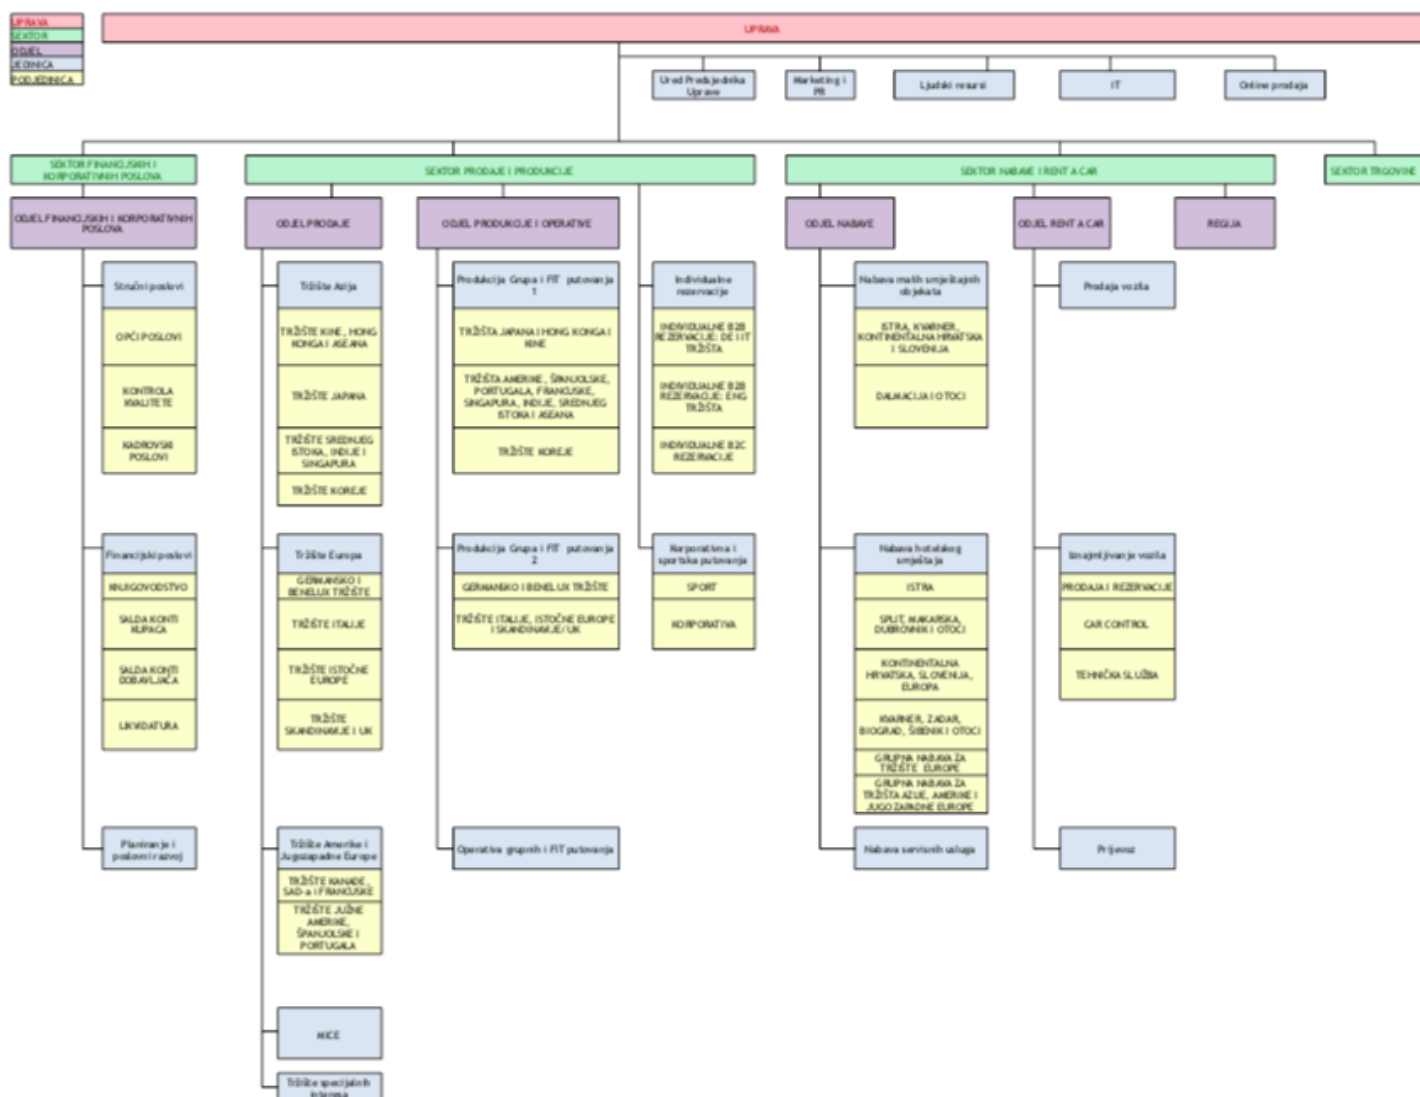 UPRAVA
SEKTOR
ODJEL
JEDINICA
PODJEDINICA
UPRAVA
Ured Predsjednika
Uprave
Marketing i
PR
Ljudski resursi
IT
Online prodaja
SEKTOR FINANCIJSKIH I
KORPORATIVNIH POSLOVA
SEKTOR PRODAJE I PRODUKCIJE
SEKTOR NABAVE I RENT A CAR
SEKTOR TRGOVINE
ODJEL FINANCIJSKIH I KORPORATIVNIH
POSLOVA
ODJEL PRODAJE
ODJEL PRODUKCIJE I OPERATIVE
ODJEL NABAVE
ODJEL RENT A CAR
REGIJA
Stručni poslovi
OPĆI POSLOVI
KONTROLA
KVALITETE
KADROVSKI
POSLOVI
Financijski poslovi
KNJIGOVODSTVO
SALDA KONTI
KUPACA
SALDA KONTI
DOBAVLJAČA
LIKVIDATURA
Planiranje i
poslovni razvoj
Tržište Azija
TRŽIŠTE KINE, HONG
KONGA I ASEANA
TRŽIŠTE JAPANA
TRŽIŠTE SREDNJEG
ISTOKA, INDIJE I
SINGAPURA
TRŽIŠTE KOREJE
Tržište Europa
GERMANSKO I
BENELUX TRŽIŠTE
TRŽIŠTE ITALIJE
TRŽIŠTE ISTOČNE
EUROPE
TRŽIŠTE
SKANDINAVIJE I UK
Tržište Amerike i
Jugozapadne Europe
TRŽIŠTE KANADE,
SAD-a I FRANCUSKE
TRŽIŠTE JUŽNE
AMERIKE,
ŠPANJOLSKE I
PORTUGALA
MICE
Tržište specijalnih
interesa
Produkcija Grupa i FIT putovanja
1
TRŽIŠTA JAPANA I HONG KONGA I
KINE
TRŽIŠTA AMERIKE, ŠPANJOLSKE,
PORTUGALA, FRANCUSKE,
SINGAPURA, INDIJE, SREDNJEG
ISTOKA I ASEANA
TRŽIŠTE KOREJE
Produkcija Grupa i FIT putovanja
2
GERMANSKO I BENELUX TRŽIŠTE
TRŽIŠTE ITALIJE, ISTOČNE EUROPE
I SKANDINAVIJE/UK
Operativa grupnih i FIT putovanja
Individualne
rezervacije
INDIVIDUALNE B2B
REZERVACIJE: DE I IT
TRŽIŠTA
INDIVIDUALNE B2B
REZERVACIJE: ENG
TRŽIŠTA
INDIVIDUALNE B2C
REZERVACIJE
Korporativna i
sportska putovanja
SPORT
KORPORATIVA
Nabava malih smještajnih
objekata
ISTRA, KVARNER,
KONTINENTALNA HRVATSKA
I SLOVENIJA
DALMACIJA I OTOCI
Nabava hotelskog
smještaja
ISTRA
SPLIT, MAKARSKA,
DUBROVNIK I OTOCI
KONTINENTALNA
HRVATSKA, SLOVENIJA,
EUROPA
KVARNER, ZADAR,
BIOGRAD, ŠIBENIK I OTOCI
GRUPNA NABAVA ZA
TRŽIŠTE EUROPE
GRUPNA NABAVA ZA
TRŽIŠTA AZIJE, AMERIKE I
JUGOZAPADNE EUROPE
Nabava servisnih usluga
Prodaja vozila
Iznajmljivanje vozila
PRODAJA I REZERVACIJE
CAR CONTROL
TEHNIČKA SLUŽBA
Prijevoz